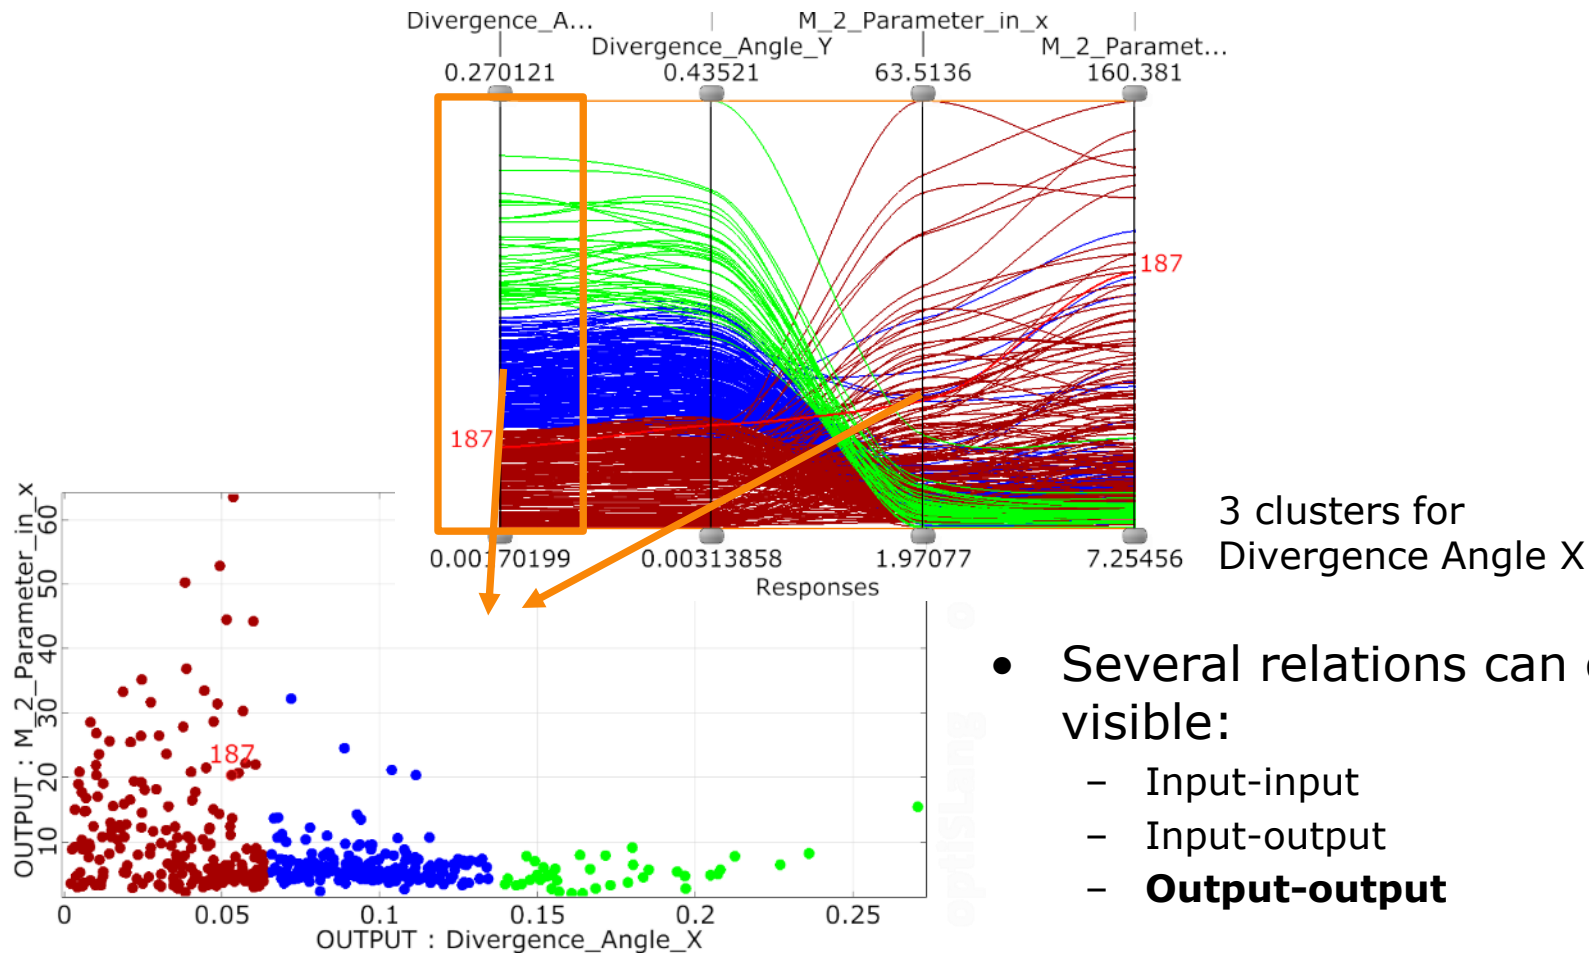 Divergence_A...
M_2_Parameter_in_x
Divergence_Angle_Y
M_2_Paramet...
0.270121
0.43521
63.5136
160.381
187
187
0.00170199
0.00313858
1.97077
7.25456
Responses
3 clusters for
Divergence Angle X
OUTPUT : M_2_Parameter_in_x
60
50
40
30
20
10
187
0
0.05
0.1
0.15
0.2
0.25
OUTPUT : Divergence_Angle_X
optiSLang
• Several relations can
visible:
– Input-input
– Input-output
– Output-output